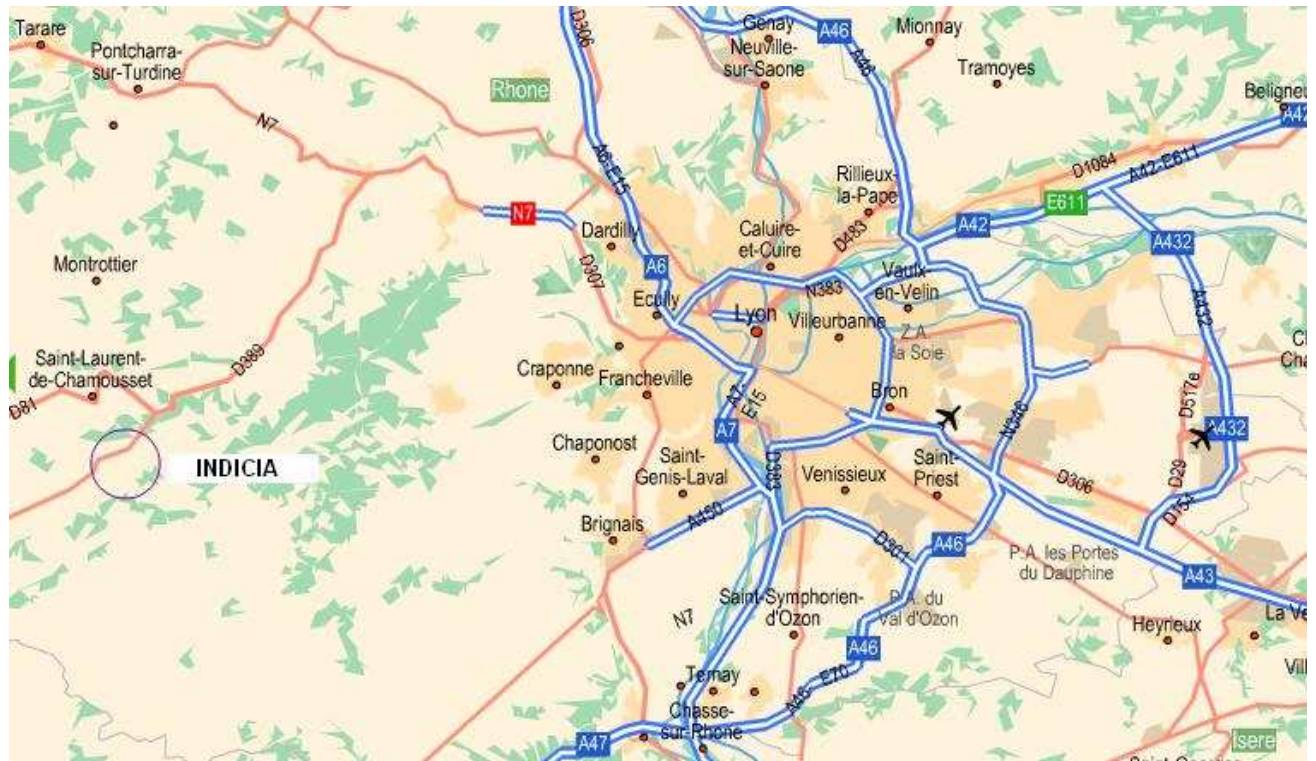 Tarare
Pontcharra-
sur-Turdine
D306
Genay
Neuville-
sur-Saone
A46
A46
Mionnay
Tramoyes
Rhone
Beligneu
A42
N7
A6-E15
D1084
A42-E611
Rillieux-
la-Pape
E611
N7
Dardilly
Caluire-
et-Cuire
D483
A42
A432
Montrottier
D307
A6
Vaulx-
en-Velin
Ecully
N383
Lyon
Villeurbanne
A432
Z.A.
la Soie
Saint-Laurent-
de-Chamousset
D389
Craponne
Francheville
D81
A7-
E15
Bron
D517e
A7
N346
A432
Chaponost
INDICIA
Saint-
Genis-Laval
D383
Venissieux
Saint-
Priest
D306
D29
D154
Brignais
A450
D301
A46
P.A. les Portes
du Dauphine
A43
Saint-Symphorien-
d'Ozon
P.A. du
Val d'Ozon
N7
Heyrieux
La Ve
A46
Vill
Ternay
A46
E70
Chasse-
sur-Rhone
A47
Isere